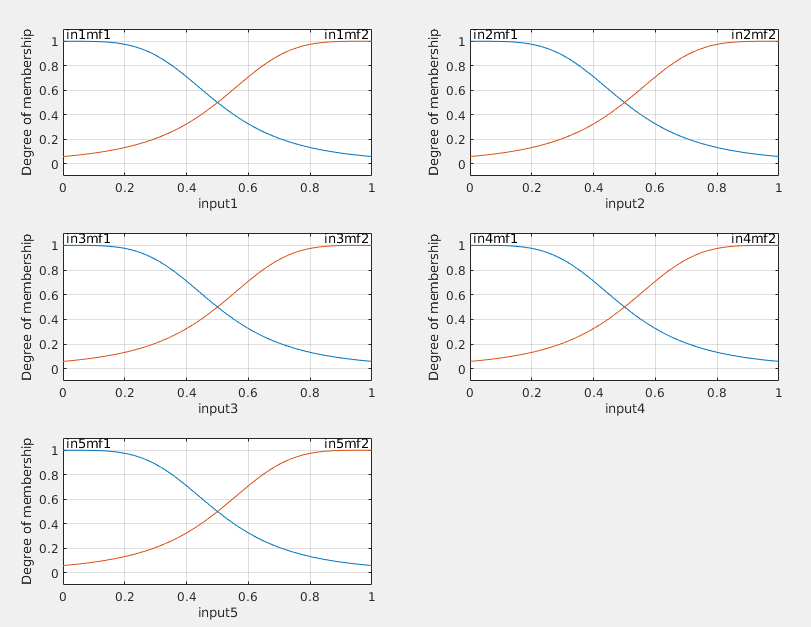 in1mf1 in1mf2
Degree of membership
1
0.8
0.6
0.4
0.2
0
0 0.2 0.4 0.6 0.8 1
input1
in2mf1 in2mf2
Degree of membership
1
0.8
0.6
0.4
0.2
0
0 0.2 0.4 0.6 0.8 1
input2
in3mf1 in3mf2
Degree of membership
1
0.8
0.6
0.4
0.2
0
0 0.2 0.4 0.6 0.8 1
input3
in4mf1 in4mf2
Degree of membership
1
0.8
0.6
0.4
0.2
0
0 0.2 0.4 0.6 0.8 1
input4
in5mf1 in5mf2
Degree of membership
1
0.8
0.6
0.4
0.2
0
0 0.2 0.4 0.6 0.8 1
input5